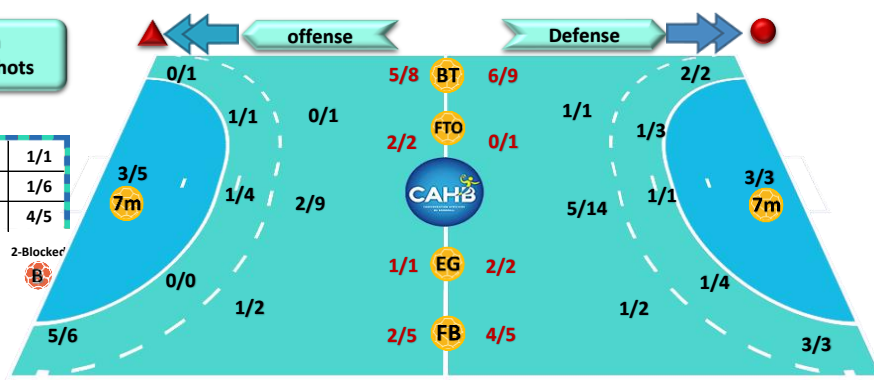 offense
Defense
hots
0/1
5/8 BT 6/9
2/2
1/1
0/1
1/1
FTO
1/3
2/2
0/1
1/1
1/6
4/5
3/5
7m
1/4
2/9
CAHB
5/14
1/1
3/3
7m
2-Blocked
B
0/0
1/1 EG 2/2
1/4
1/2
1/2
5/6
2/5 FB 4/5
3/3